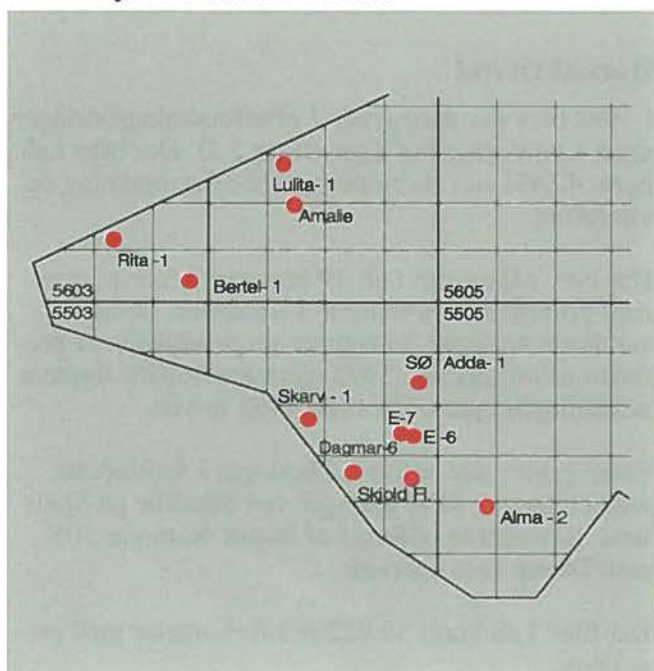 Lulita-1
Amalie
Rita-1
Bertel-1
5603
5605
5503
5505
SØ Adda-1
Skarv-1
E-7
E-6
Dagmar-6
Skjold Fl.
Alma-2